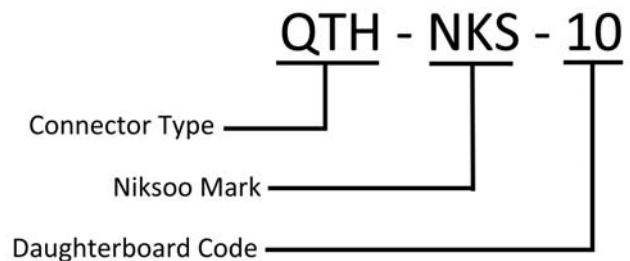 QTH - NKS - 10
Connector Type
Niksoo Mark
Daughterboard Code